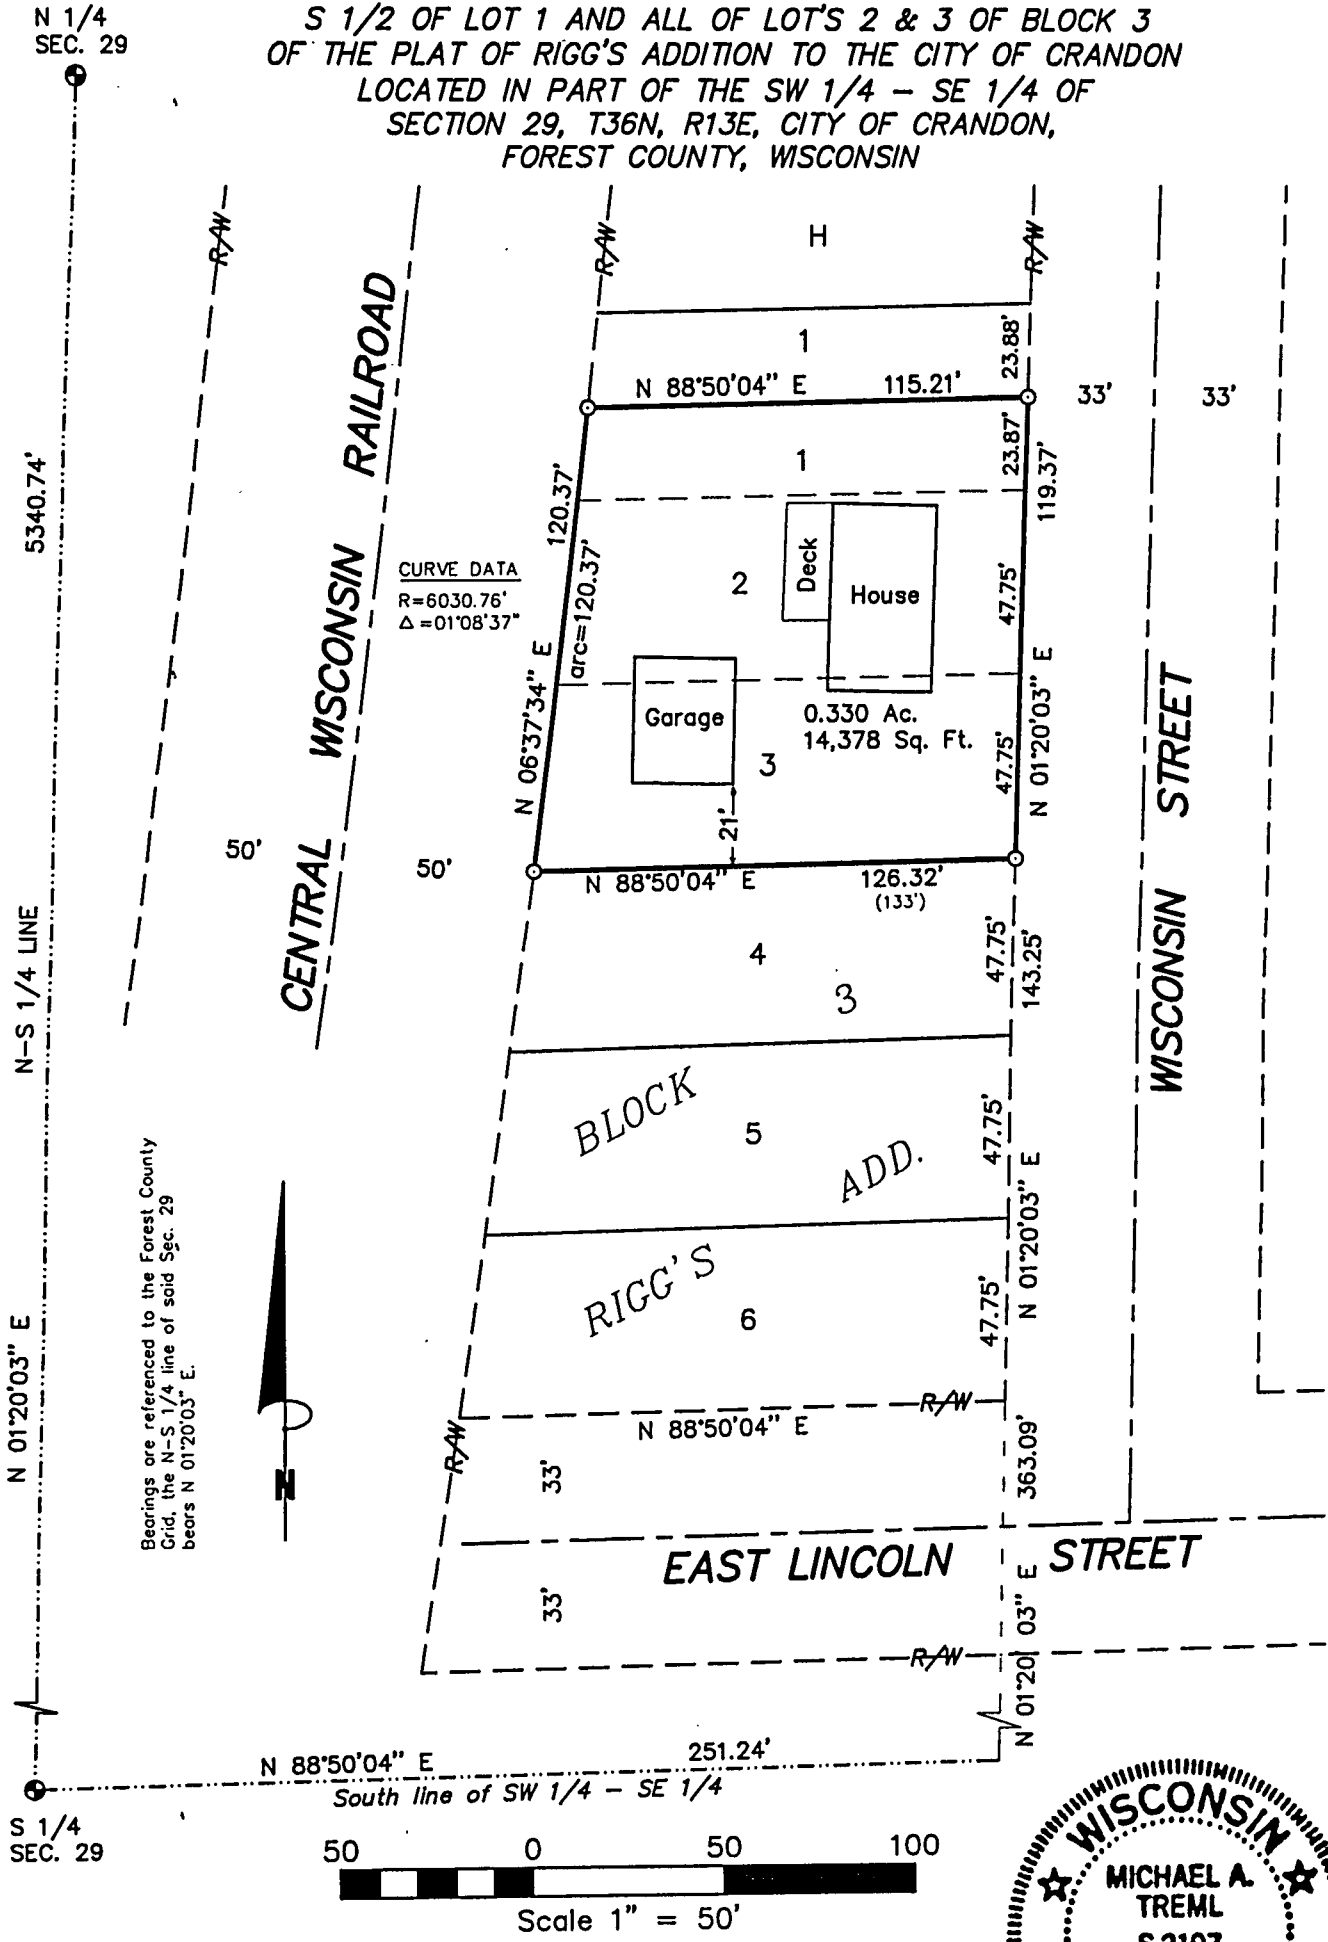 N 1/4
SEC. 29
S 1/2 OF LOT 1 AND ALL OF LOT'S 2 & 3 OF BLOCK 3
OF THE PLAT OF RIGG'S ADDITION TO THE CITY OF CRANDON
LOCATED IN PART OF THE SW 1/4 – SE 1/4 OF
SECTION 29, T36N, R13E, CITY OF CRANDON,
FOREST COUNTY, WISCONSIN
R/W
R/W
R/W
H
1
23.88'
N 88°50'04" E 115.21'
33'
33'
CENTRAL WISCONSIN RAILROAD
5340.74'
N-S 1/4 LINE
N 01°20'03" E
120.37'
1
23.87'
119.37'
CURVE DATA
R=6030.76'
Δ=01°08'37"
arc=120.37'
N 06°37'34" E
2
Deck
House
47.75'
Garage
0.330 Ac.
14,378 Sq. Ft.
3
47.75'
N 01°20'03" E
21'
WISCONSIN STREET
50'
50'
N 88°50'04" E 126.32'
(133')
4
47.75'
143.25'
3
BLOCK
5
47.75'
ADD.
N 01°20'03" E
RIGG'S
6
47.75'
Bearings are referenced to the Forest County
Grid, the N-S 1/4 line of said Sec. 29
bears N 01°20'03" E.
N
R/W
R/W
N 88°50'04" E
363.09'
33'
EAST LINCOLN STREET
33'
R/W
N 01°20'03" E
N 88°50'04" E 251.24'
South line of SW 1/4 – SE 1/4
S 1/4
SEC. 29
50 0 50 100
Scale 1" = 50'
WISCONSIN
MICHAEL A.
TREML